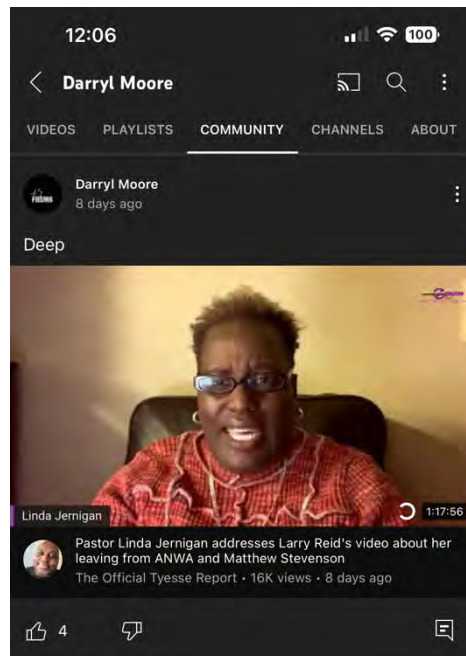 12:06
100
Darryl Moore
VIDEOS PLAYLISTS COMMUNITY CHANNELS ABOUT
Darryl Moore
8 days ago
Deep
Linda Jernigan
1:17:56
Pastor Linda Jernigan addresses Larry Reid's video about her
leaving from ANWA and Matthew Stevenson
The Official Tyesse Report • 16K views • 8 days ago
4